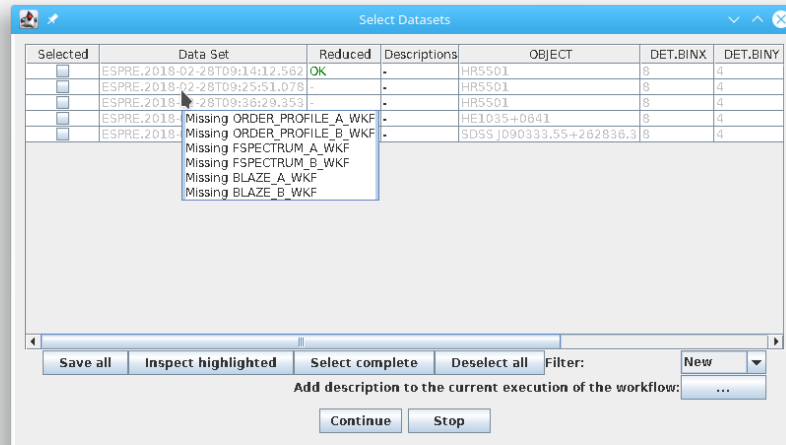 Select Datasets
Selected Data Set Reduced Descriptions OBJECT DET.BINX DET.BINY
ESPRE.2018-02-28T09:14:12.562 OK - HR5501 8 4
ESPRE.2018-02-28T09:25:51.078 - - HR5501 8 4
ESPRE.2018-02-28T09:36:29.353 - - HR5501 8 4
ESPRE.2018- - HE1035+0641 8 4
ESPRE.2018- - SDSS J090333.55+262836.3 8 4
Missing ORDER_PROFILE_A_WKF
Missing ORDER_PROFILE_B_WKF
Missing FSPECTRUM_A_WKF
Missing FSPECTRUM_B_WKF
Missing BLAZE_A_WKF
Missing BLAZE_B_WKF
Save all Inspect highlighted Select complete Deselect all Filter: New
Add description to the current execution of the workflow: ...
Continue Stop